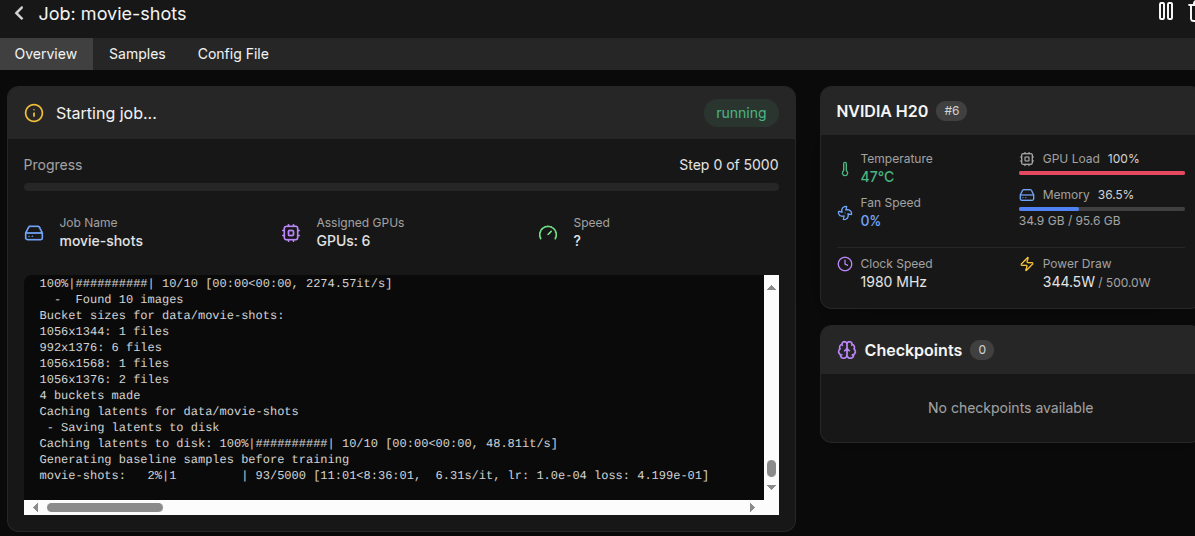 Job: movie-shots
Overview Samples Config File
Starting job... running
Progress Step 0 of 5000
Job Name
movie-shots
Assigned GPUs
GPUs: 6
Speed
?
100%|##########| 10/10 [00:00<00:00, 2274.57it/s]
-  Found 10 images
Bucket sizes for data/movie-shots:
1056x1344: 1 files
992x1376: 6 files
1056x1568: 1 files
1056x1376: 2 files
4 buckets made
Caching latents for data/movie-shots
- Saving latents to disk
Caching latents to disk: 100%|##########| 10/10 [00:00<00:00, 48.81it/s]
Generating baseline samples before training
movie-shots:   2%|1         | 93/5000 [11:01<8:36:01,  6.31s/it, lr: 1.0e-04 loss: 4.199e-01]
NVIDIA H20 #6
Temperature
47°C
Fan Speed
0%
GPU Load 100%
Memory 36.5%
34.9 GB / 95.6 GB
Clock Speed
1980 MHz
Power Draw
344.5W / 500.0W
Checkpoints 0
No checkpoints available